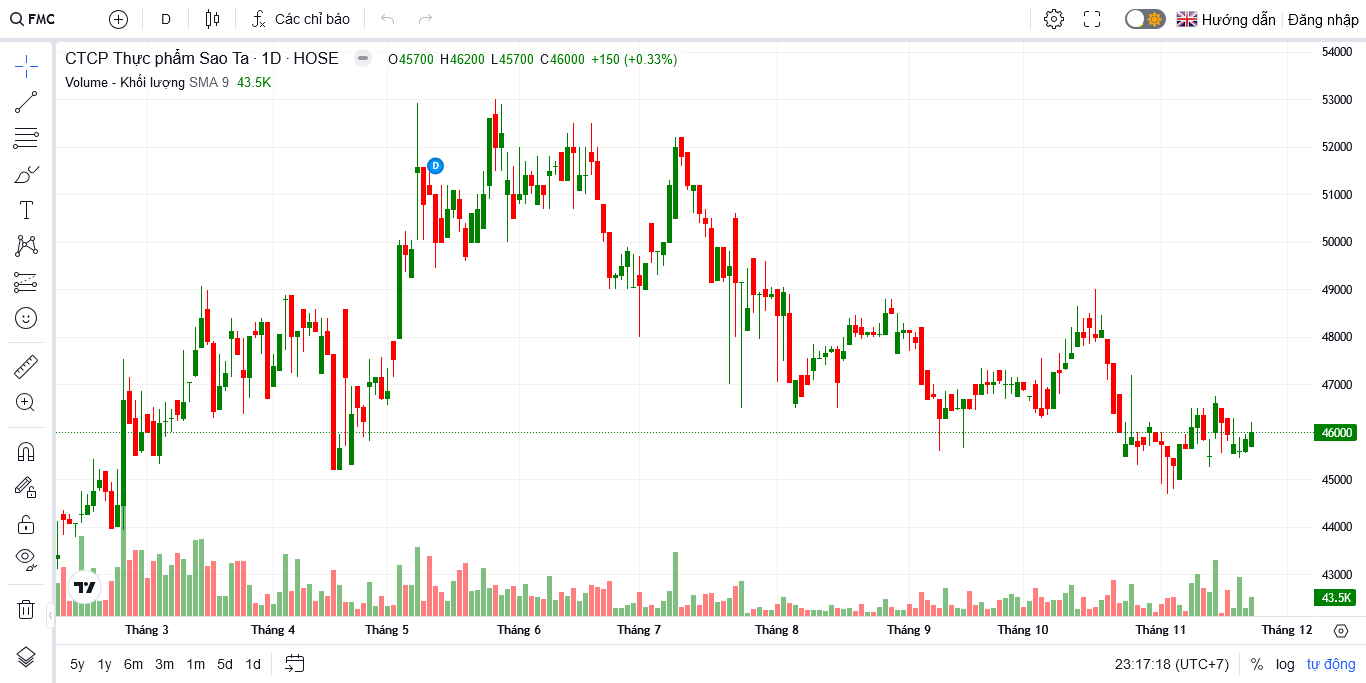 FMC D Các chỉ báo Hướng dẫn Đăng nhập
CTCP Thực phẩm Sao Ta · 1D · HOSE O45700 H46200 L45700 C46000 +150 (+0.33%)
Volume - Khối lượng SMA 9 43.5K
D
54000
53000
52000
51000
50000
49000
48000
47000
46000
45000
44000
43000
43.5K
Tháng 3 Tháng 4 Tháng 5 Tháng 6 Tháng 7 Tháng 8 Tháng 9 Tháng 10 Tháng 11 Tháng 12
5y 1y 6m 3m 1m 5d 1d 23:17:18 (UTC+7) % log tự động